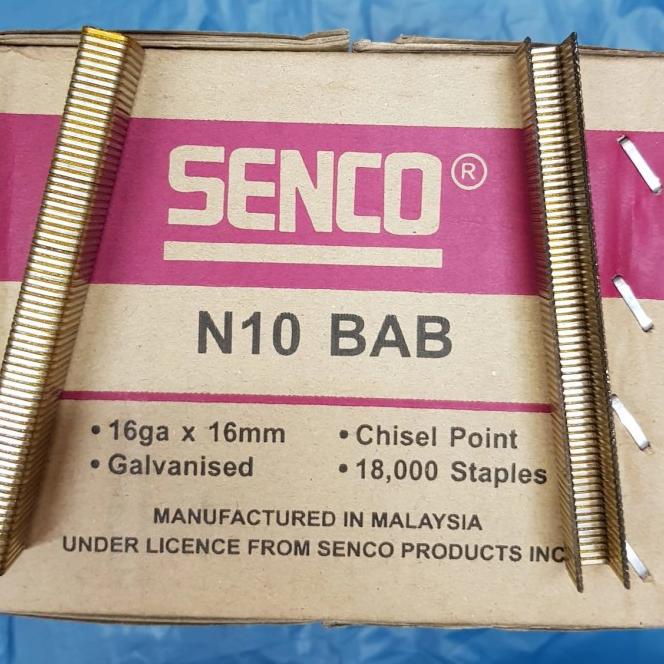 SENCO®
N10 BAB
• 16ga x 16mm
• Chisel Point
• Galvanised
• 18,000 Staples
MANUFACTURED IN MALAYSIA
UNDER LICENCE FROM SENCO PRODUCTS INC